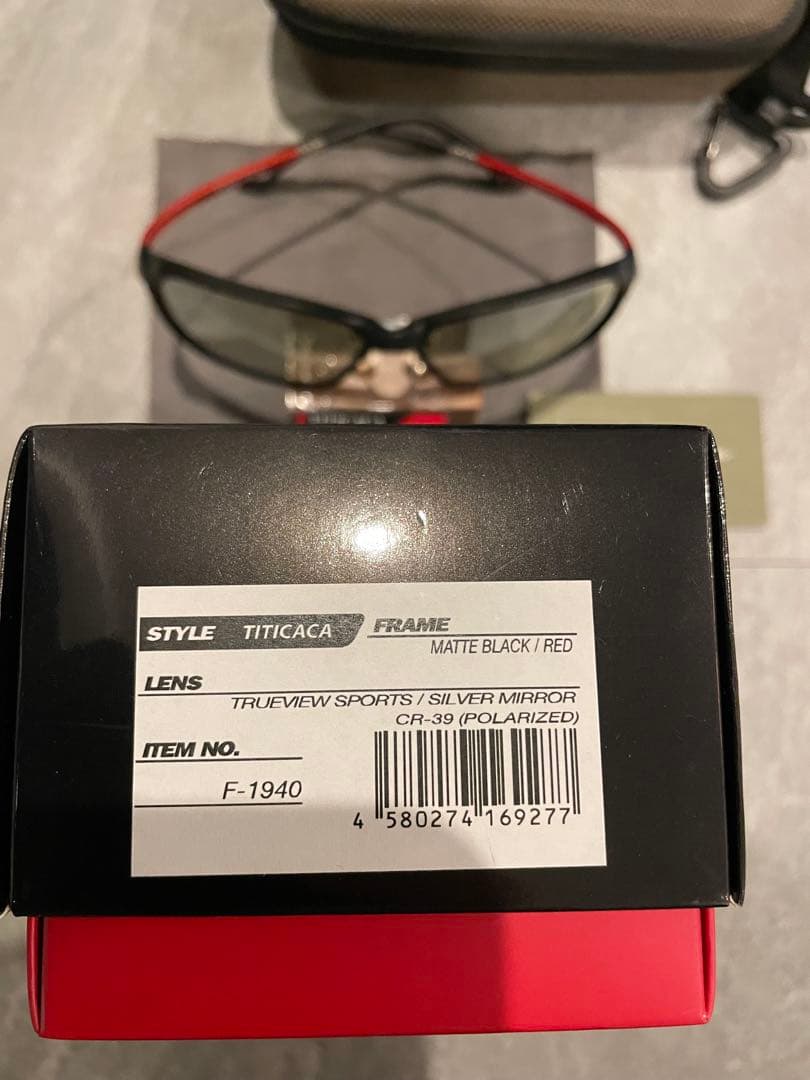 STYLE TITICACA
FRAME
MATTE BLACK / RED
LENS
TRUEVIEW SPORTS / SILVER MIRROR
CR-39 (POLARIZED)
ITEM NO.
F-1940
4 580274 169277